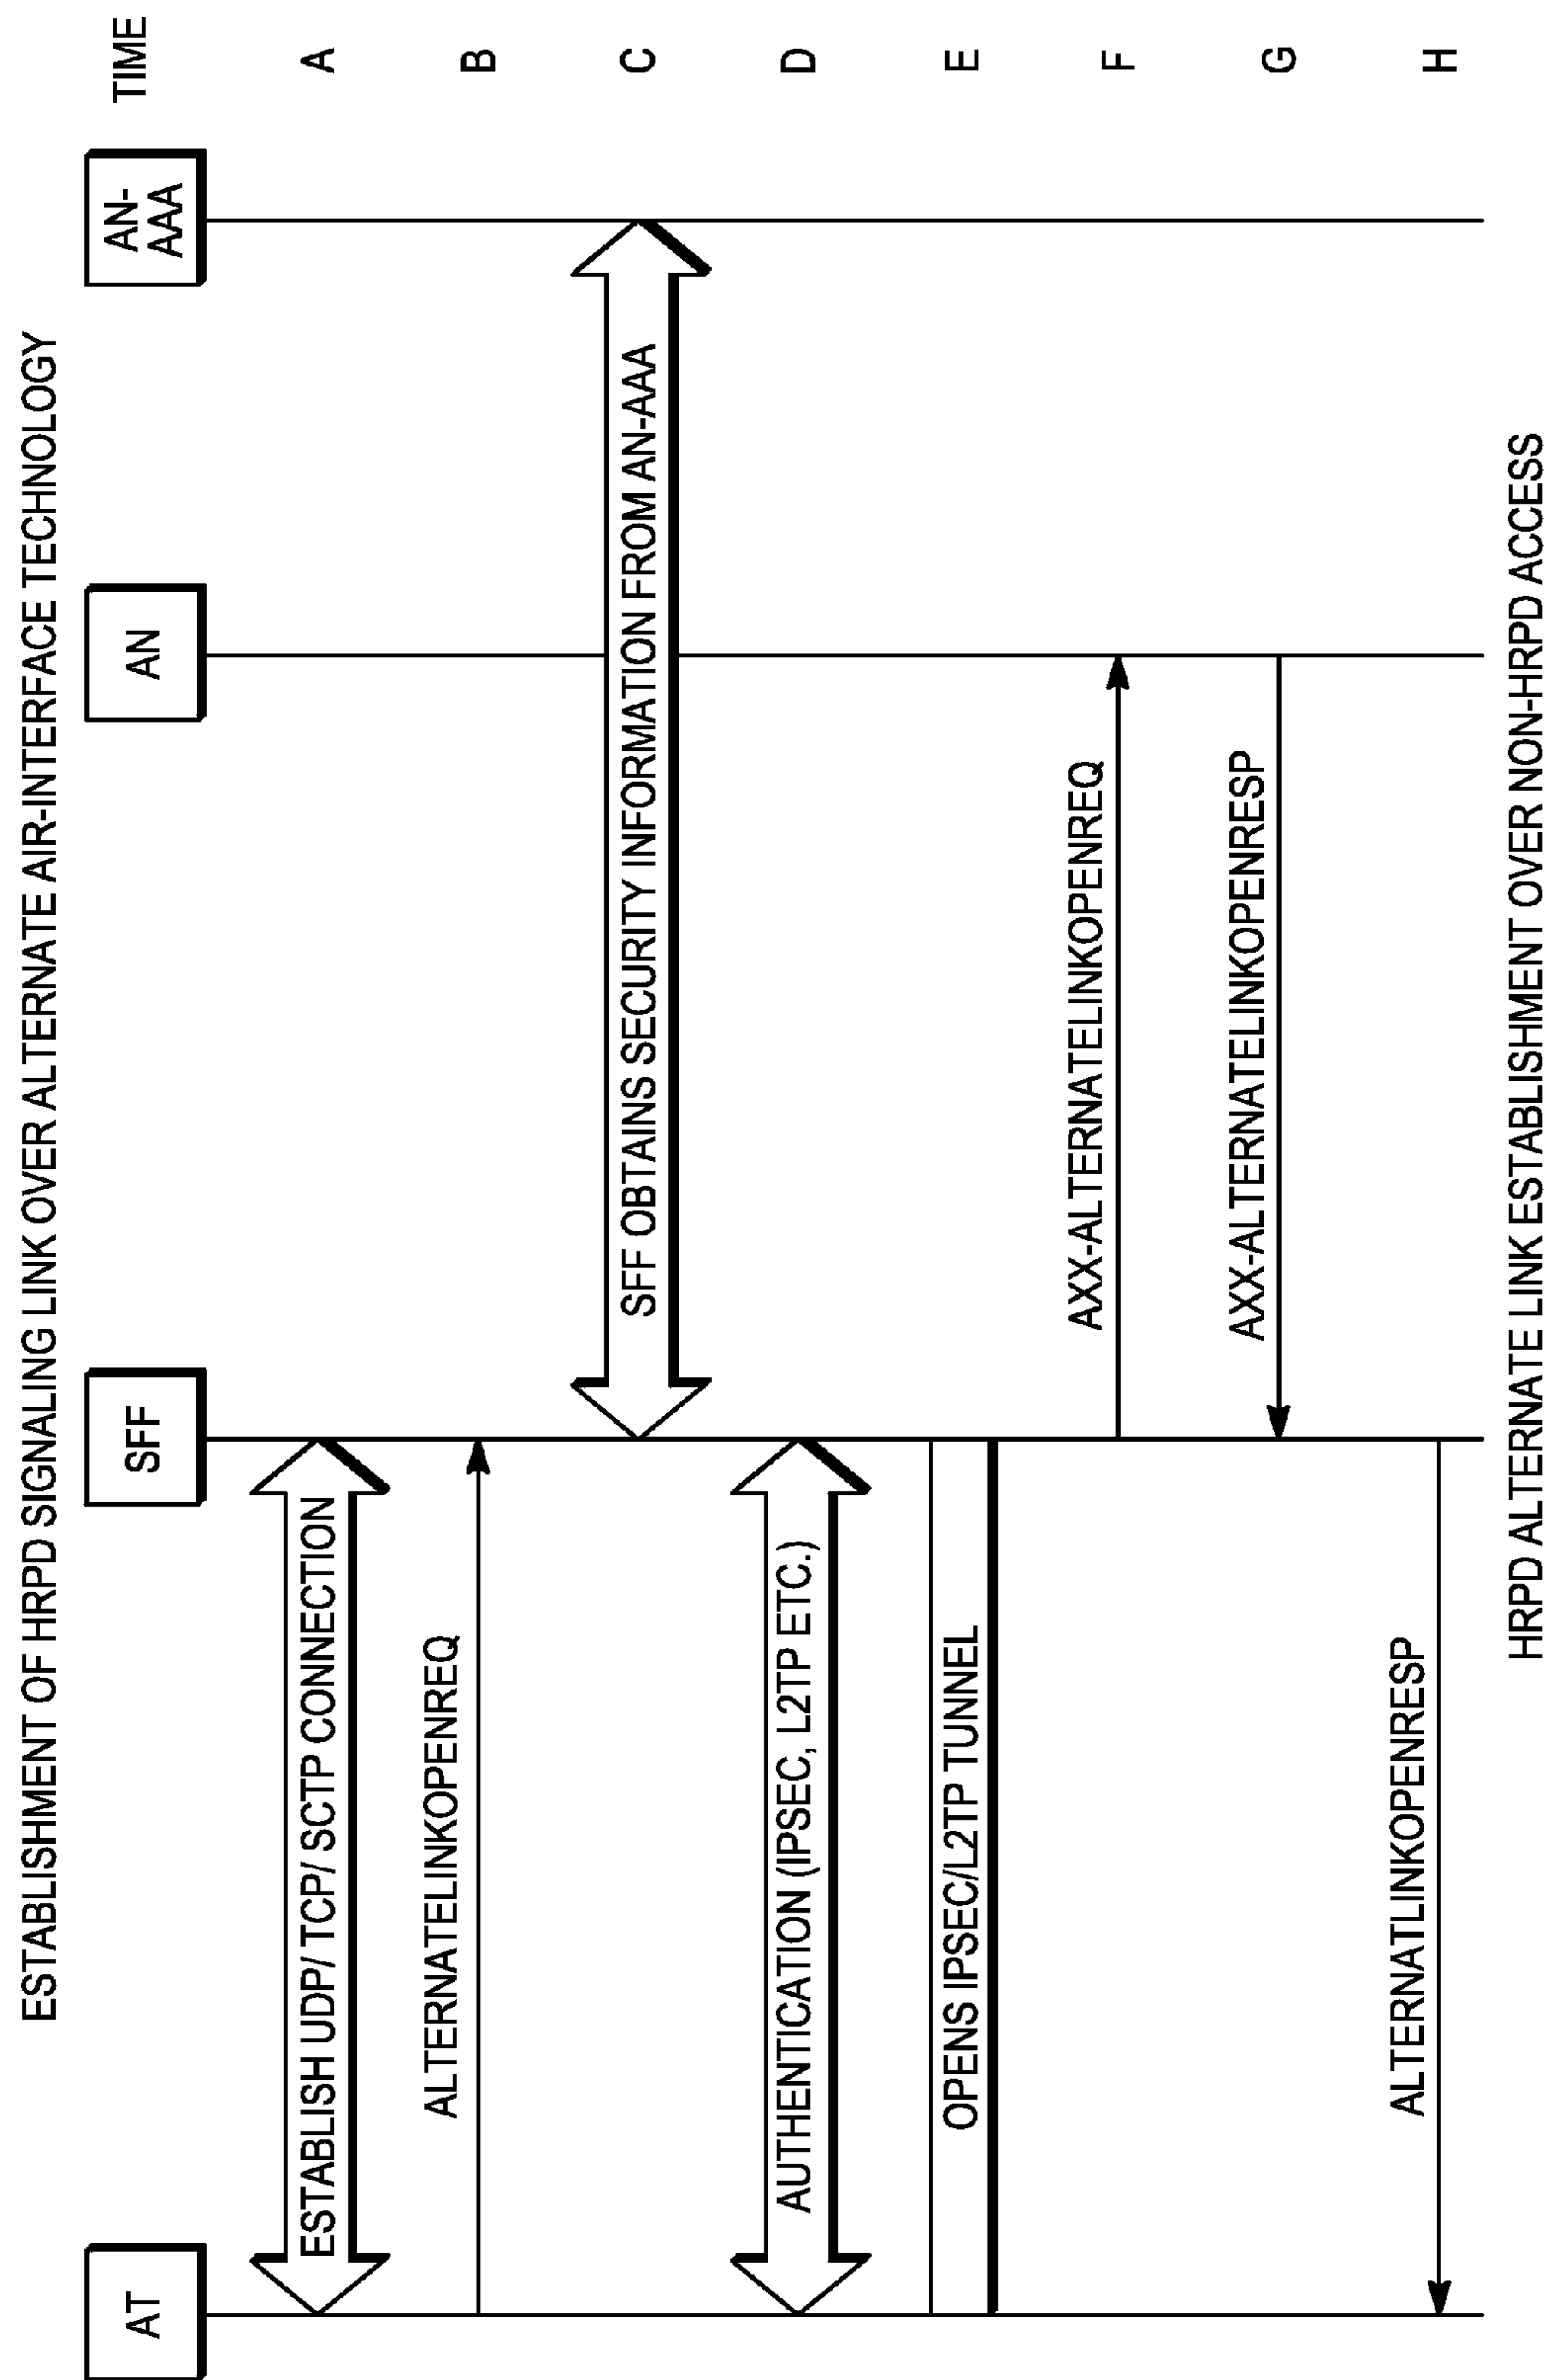 ESTABLISHMENT OF HRPD SIGNALING LINK OVER ALTERNATE AIR-INTERFACE TECHNOLOGY
AT
SFF
AN
AN-
AAA
TIME
ESTABLISH UDP/ TCP/ SCTP CONNECTION
A
ALTERNATELINKOPENREQ
B
SFF OBTAINS SECURITY INFORMATION FROM AN-AAA
C
AUTHENTICATION (IPSEC, L2TP ETC.)
D
OPENS IPSEC/L2TP TUNNEL
E
AXX-ALTERNATELINKOPENREQ
F
AXX-ALTERNATELINKOPENRESP
G
ALTERNATLINKOPENRESP
H
HRPD ALTERNATE LINK ESTABLISHMENT OVER NON-HRPD ACCESS